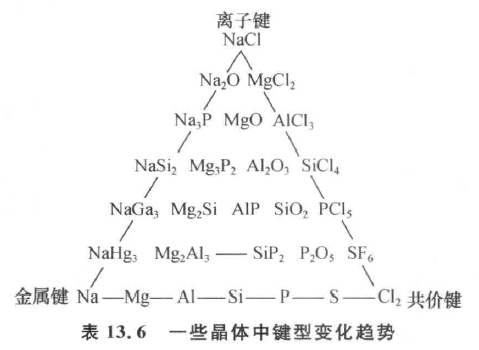 离子键
NaCl
Na₂O MgCl₂
Na₃P MgO AlCl₃
NaSi₂ Mg₃P₂ Al₂O₃ SiCl₄
NaGa₃ Mg₂Si AlP SiO₂ PCl₅
NaHg₃ Mg₂Al₃ — SiP₂ P₂O₅ SF₆
金属键 Na—Mg—Al—Si—P—S—Cl₂ 共价键
表 13.6 一些晶体中键型变化趋势